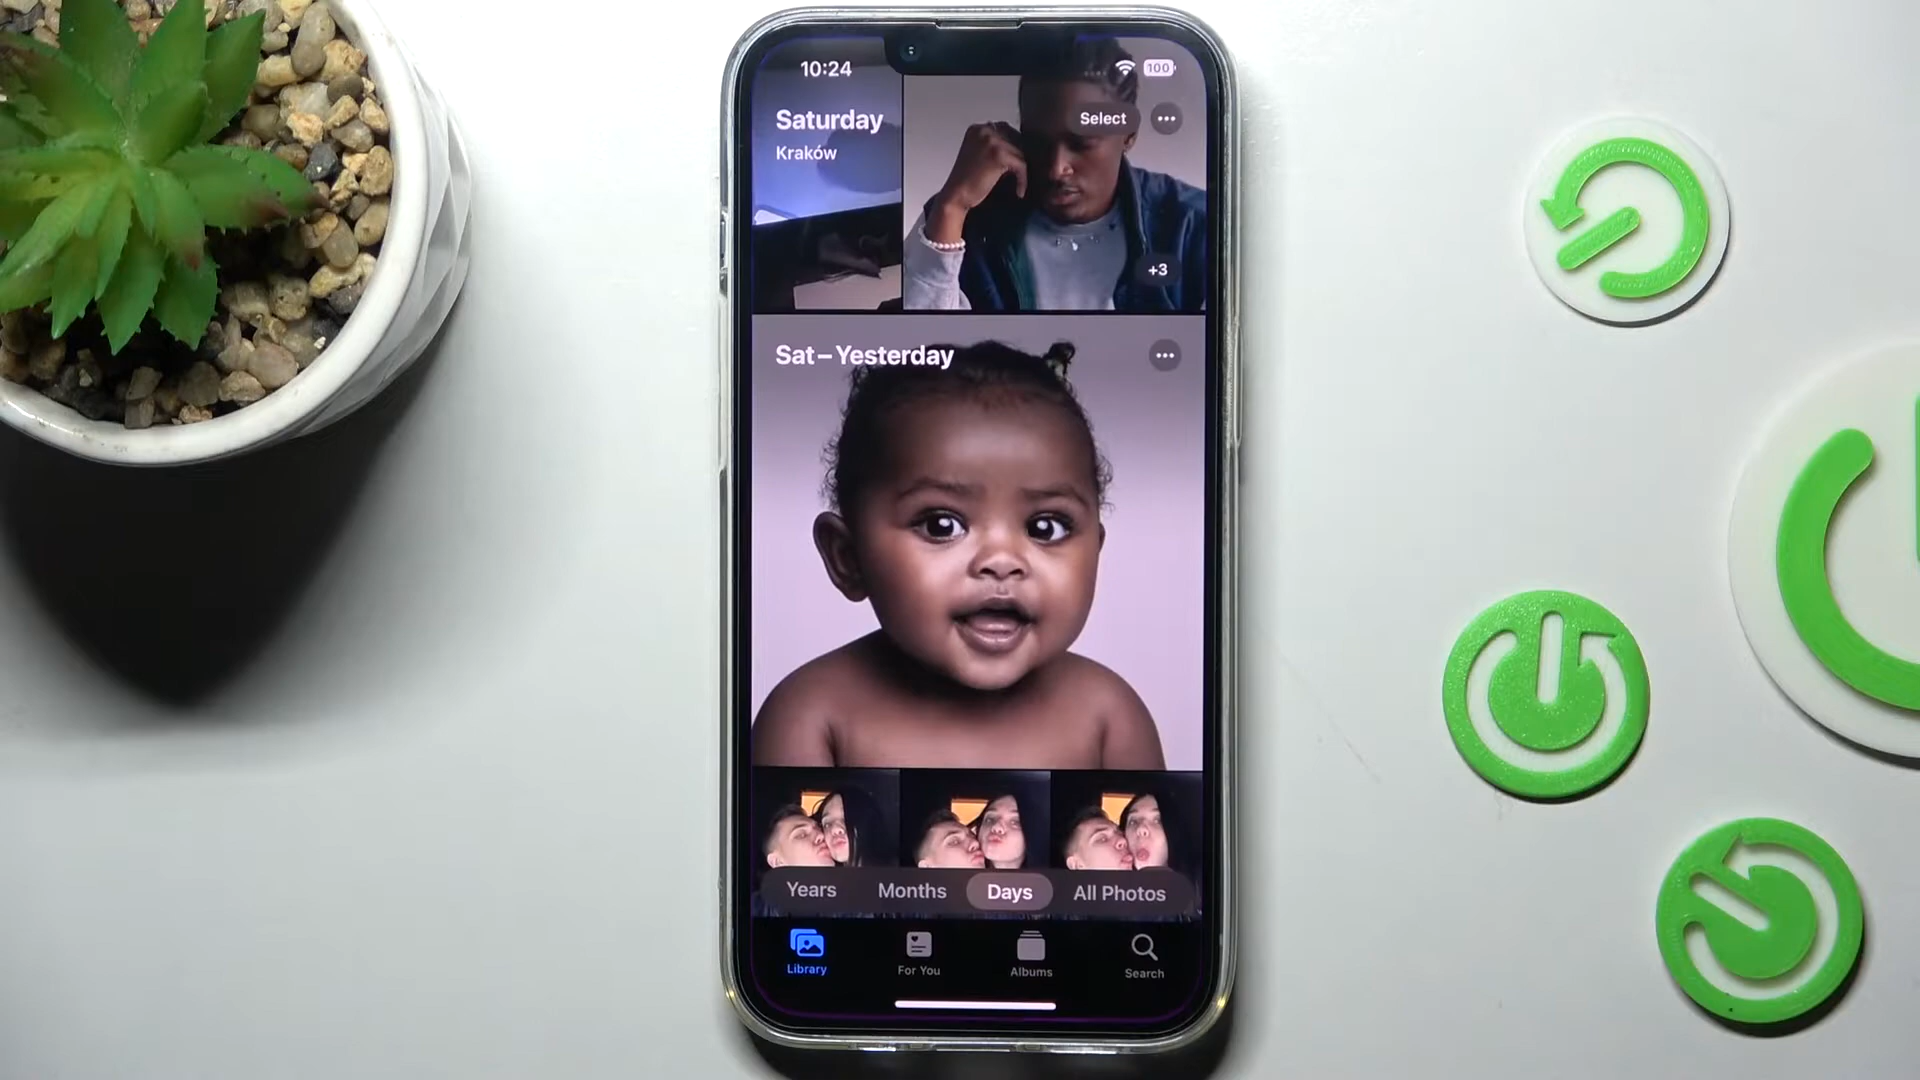 10:24
100
Saturday
Select
Kraków
+3
Sat–Yesterday
Years Months Days All Photos
Library For You Albums Search